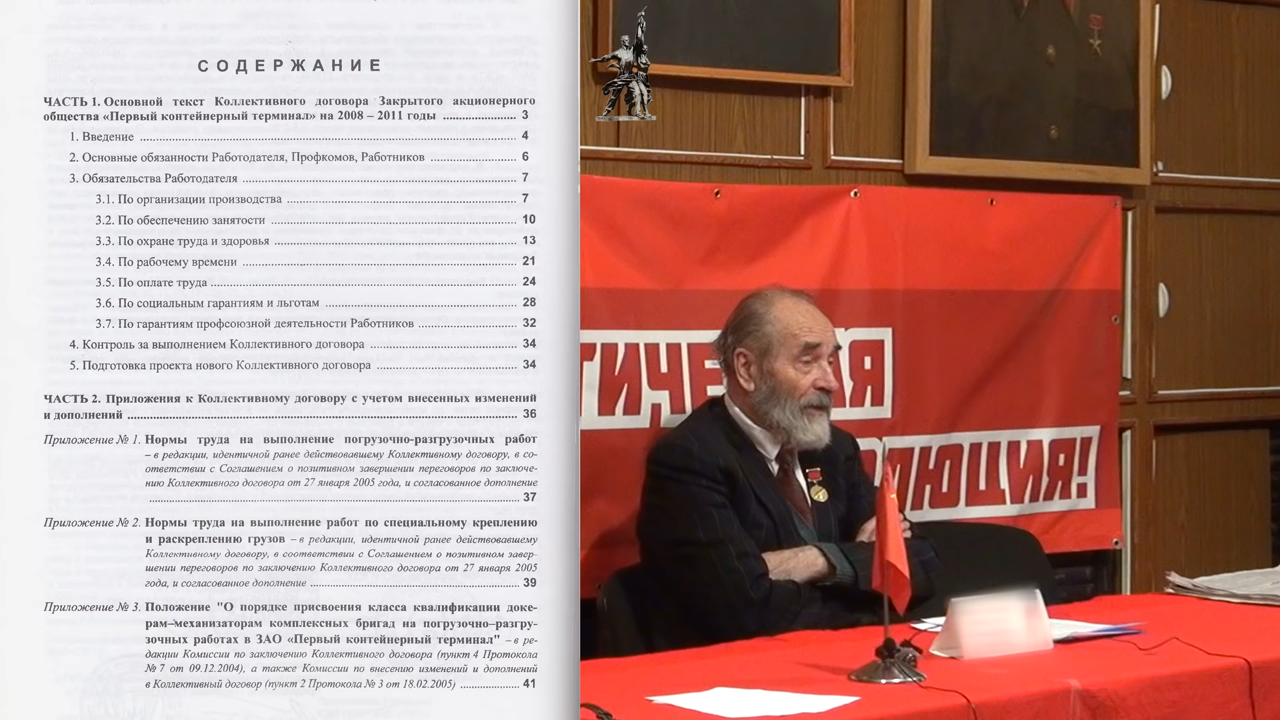 СОДЕРЖАНИЕ
ЧАСТЬ 1. Основной текст Коллективного договора Закрытого акционерного
общества «Первый контейнерный терминал» на 2008 – 2011 годы ........................ 3
1. Введение ........................ 4
2. Основные обязанности Работодателя, Профкомов, Работников ........................ 6
3. Обязательства Работодателя ........................ 7
3.1. По организации производства ........................ 7
3.2. По обеспечению занятости ........................ 10
3.3. По охране труда и здоровья ........................ 13
3.4. По рабочему времени ........................ 21
3.5. По оплате труда ........................ 24
3.6. По социальным гарантиям и льготам ........................ 28
3.7. По гарантиям профсоюзной деятельности Работников ........................ 32
4. Контроль за выполнением Коллективного договора ........................ 34
5. Подготовка проекта нового Коллективного договора ........................ 34
ЧАСТЬ 2. Приложения к Коллективному договору с учетом внесенных изменений
и дополнений ........................ 36
Приложение № 1. Нормы труда на выполнение погрузочно-разгрузочных работ
– в редакции, идентичной ранее действовавшему Коллективному договору, в со-
ответствии с Соглашением о позитивном завершении переговоров по заключе-
нию Коллективного договора от 27 января 2005 года, и согласованное дополнение
........................ 37
Приложение № 2. Нормы труда на выполнение работ по специальному креплению
и раскреплению грузов – в редакции, идентичной ранее действовавшему
Коллективному договору, в соответствии с Соглашением о позитивном завер-
шении переговоров по заключению Коллективного договора от 27 января 2005
года, и согласованное дополнение ........................ 39
Приложение № 3. Положение "О порядке присвоения класса квалификации доке-
рам–механизаторам комплексных бригад на погрузочно–разгру-
зочных работах в ЗАО «Первый контейнерный терминал" – в ре-
дакции Комиссии по заключению Коллективного договора (пункт 4 Протокола
№ 7 от 09.12.2004), а также Комиссии по внесению изменений и дополнений
в Коллективный договор (пункт 2 Протокола № 3 от 18.02.2005) ........................ 41